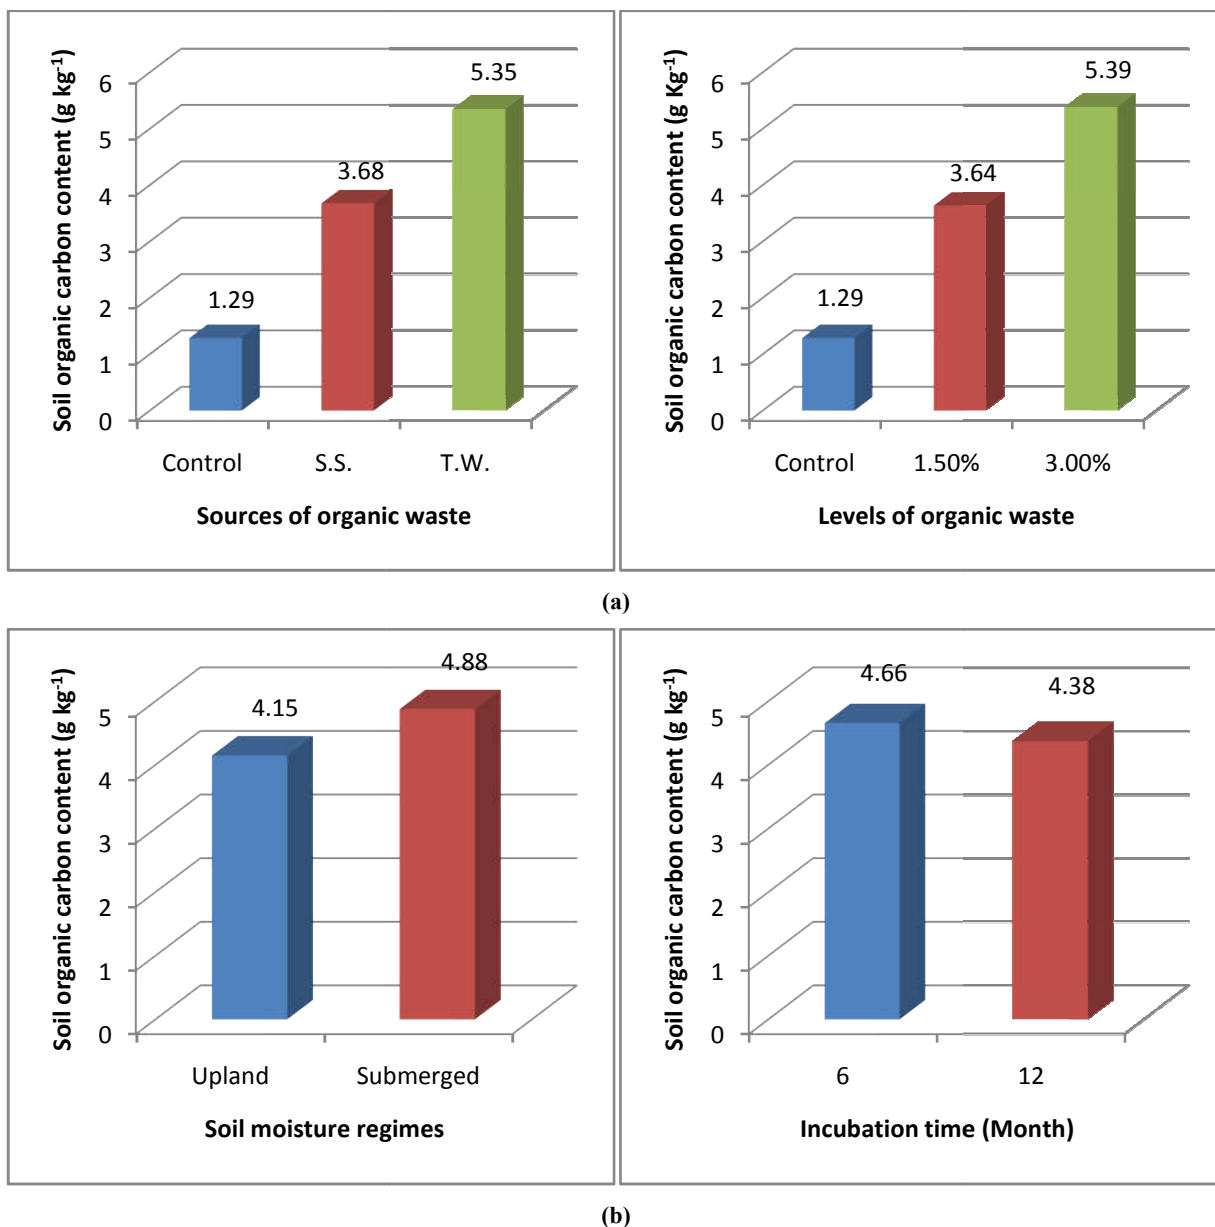 Soil organic carbon content (g kg⁻¹)
6
5
4
3
2
1
0
1.29
3.68
5.35
Control S.S. T.W.
Sources of organic waste
Soil organic carbon content (g Kg⁻¹)
6
5
4
3
2
1
0
1.29
3.64
5.39
Control 1.50% 3.00%
Levels of organic waste
(a)
Soil organic carbon content (g kg⁻¹)
5
4
3
2
1
0
4.15
4.88
Upland Submerged
Soil moisture regimes
Soil organic carbon content (g kg⁻¹)
5
4
3
2
1
0
4.66
4.38
6 12
Incubation time (Month)
(b)